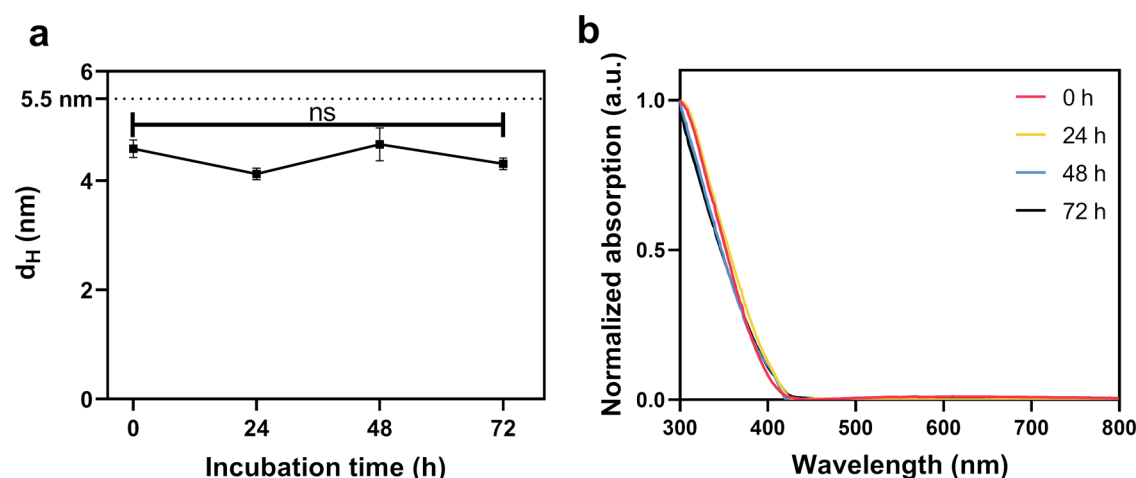 a
6
5.5 nm
4
2
0
ns
0 24 48 72
d_H (nm)
Incubation time (h)
b
1.0
0.5
0.0
300 400 500 600 700 800
Normalized absorption (a.u.)
Wavelength (nm)
0 h
24 h
48 h
72 h